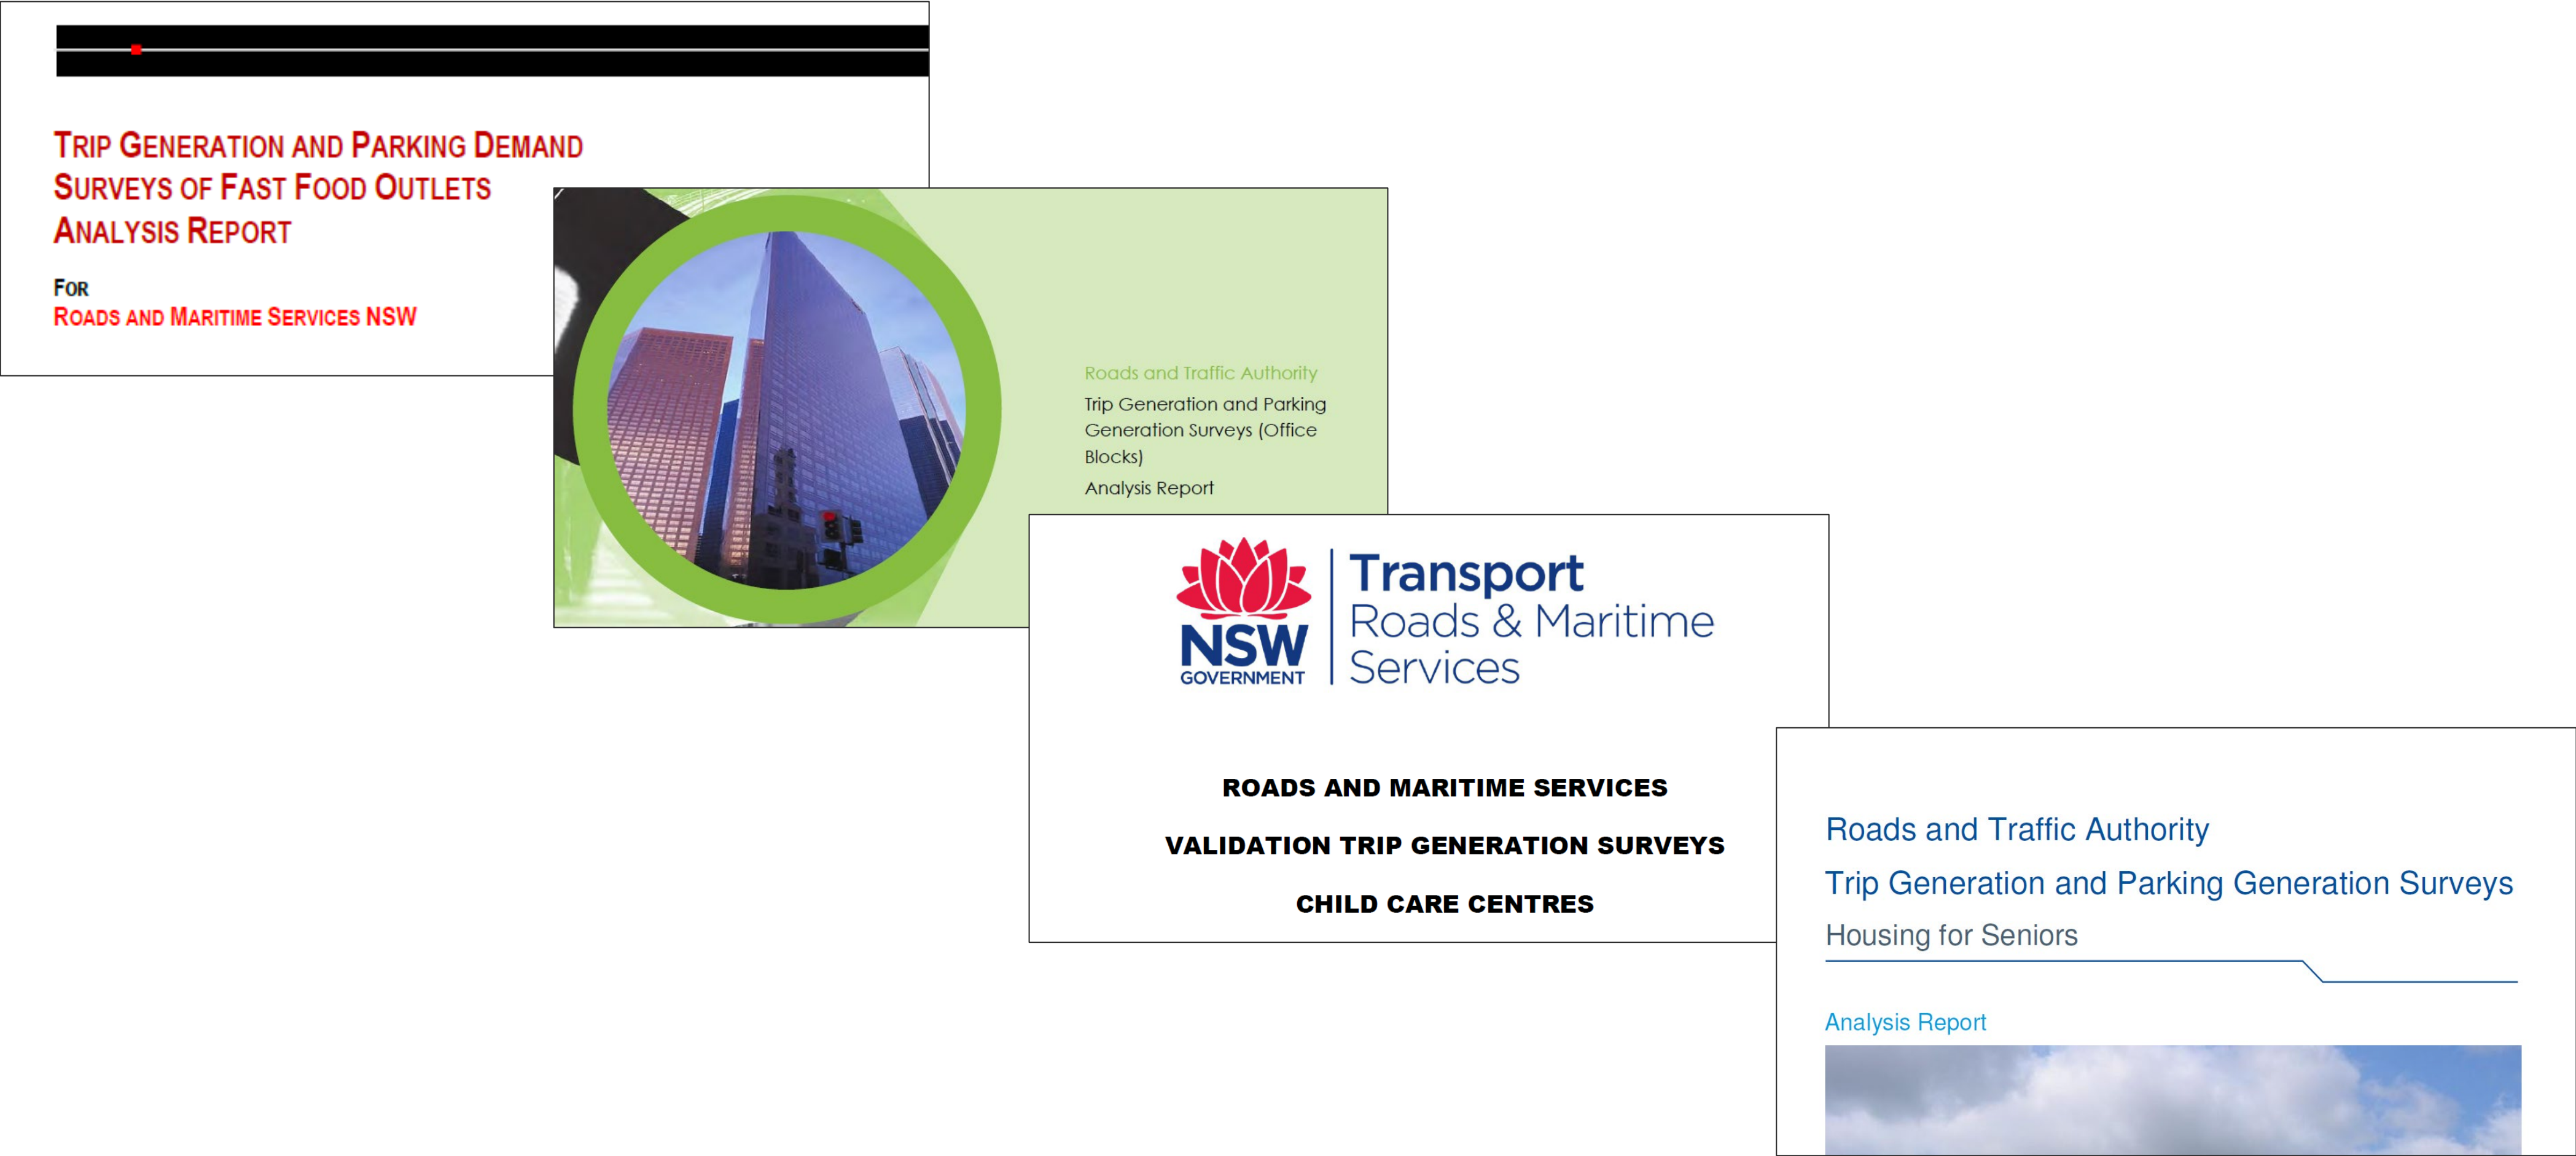 TRIP GENERATION AND PARKING DEMAND
SURVEYS OF FAST FOOD OUTLETS
ANALYSIS REPORT
FOR
ROADS AND MARITIME SERVICES NSW
Roads and Traffic Authority
Trip Generation and Parking
Generation Surveys (Office
Blocks)
Analysis Report
NSW
GOVERNMENT
Transport
Roads & Maritime
Services
ROADS AND MARITIME SERVICES
VALIDATION TRIP GENERATION SURVEYS
CHILD CARE CENTRES
Roads and Traffic Authority
Trip Generation and Parking Generation Surveys
Housing for Seniors
Analysis Report